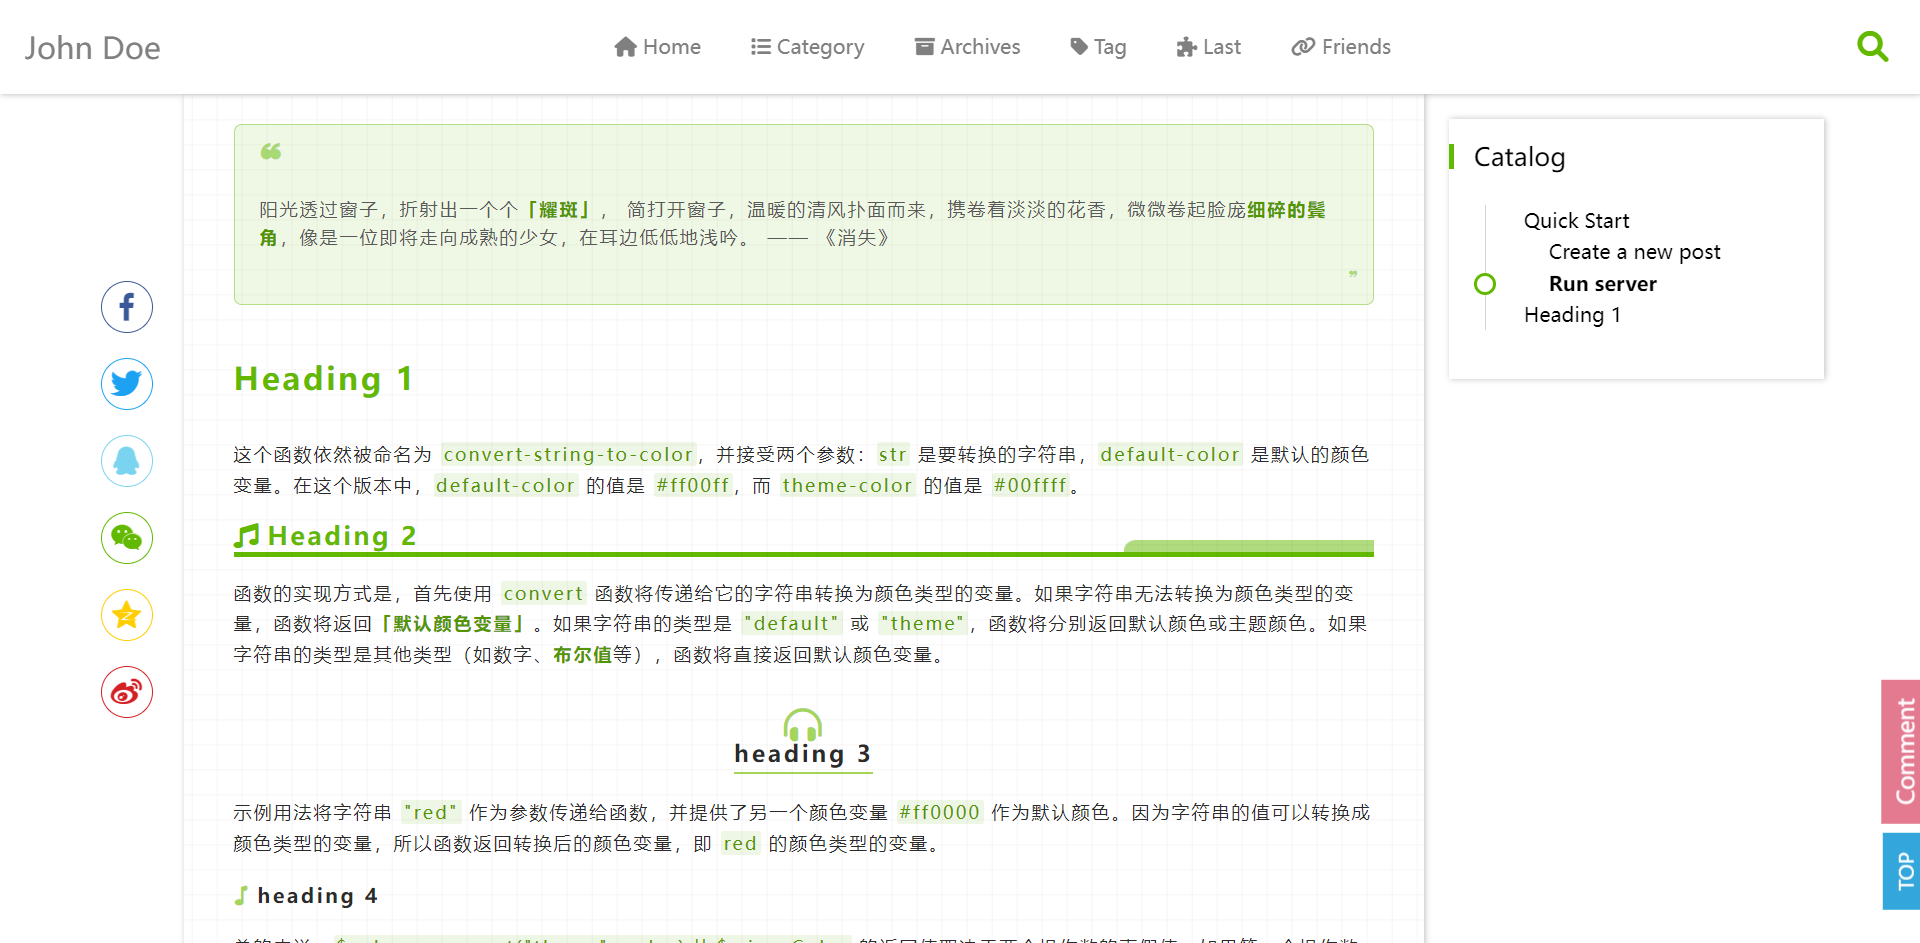 John Doe
Home
Category
Archives
Tag
Last
Friends
阳光透过窗子，折射出一个个「耀斑」， 简打开窗子，温暖的清风扑面而来，携卷着淡淡的花香，微微卷起脸庞细碎的鬓
角，像是一位即将走向成熟的少女，在耳边低低地浅吟。 —— 《消失》
Heading 1
这个函数依然被命名为 convert-string-to-color，并接受两个参数：str 是要转换的字符串，default-color 是默认的颜色
变量。在这个版本中，default-color 的值是 #ff00ff，而 theme-color 的值是 #00ffff。
Heading 2
函数的实现方式是，首先使用 convert 函数将传递给它的字符串转换为颜色类型的变量。如果字符串无法转换为颜色类型的变
量，函数将返回「默认颜色变量」。如果字符串的类型是 "default" 或 "theme"，函数将分别返回默认颜色或主题颜色。如果
字符串的类型是其他类型（如数字、布尔值等），函数将直接返回默认颜色变量。
heading 3
示例用法将字符串 "red" 作为参数传递给函数，并提供了另一个颜色变量 #ff0000 作为默认颜色。因为字符串的值可以转换成
颜色类型的变量，所以函数返回转换后的颜色变量，即 red 的颜色类型的变量。
heading 4
Catalog
Quick Start
Create a new post
Run server
Heading 1
Comment
TOP